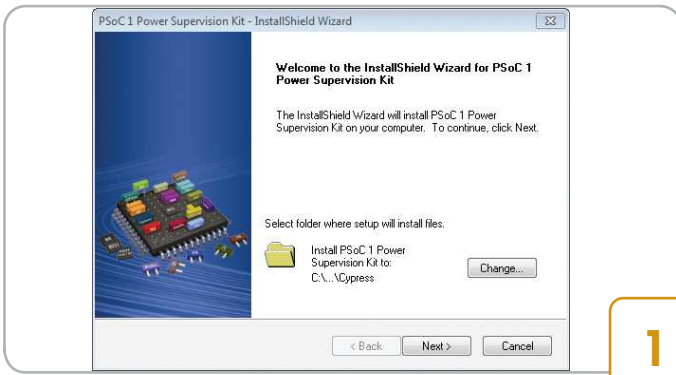 PSoC 1 Power Supervision Kit - InstallShield Wizard
Welcome to the InstallShield Wizard for PSoC 1
Power Supervision Kit
The InstallShield Wizard will install PSoC 1 Power
Supervision Kit on your computer. To continue, click Next.
Select folder where setup will install files.
Install PSoC 1 Power
Supervision Kit to:
C:\...\Cypress
Change...
< Back
Next >
Cancel
1